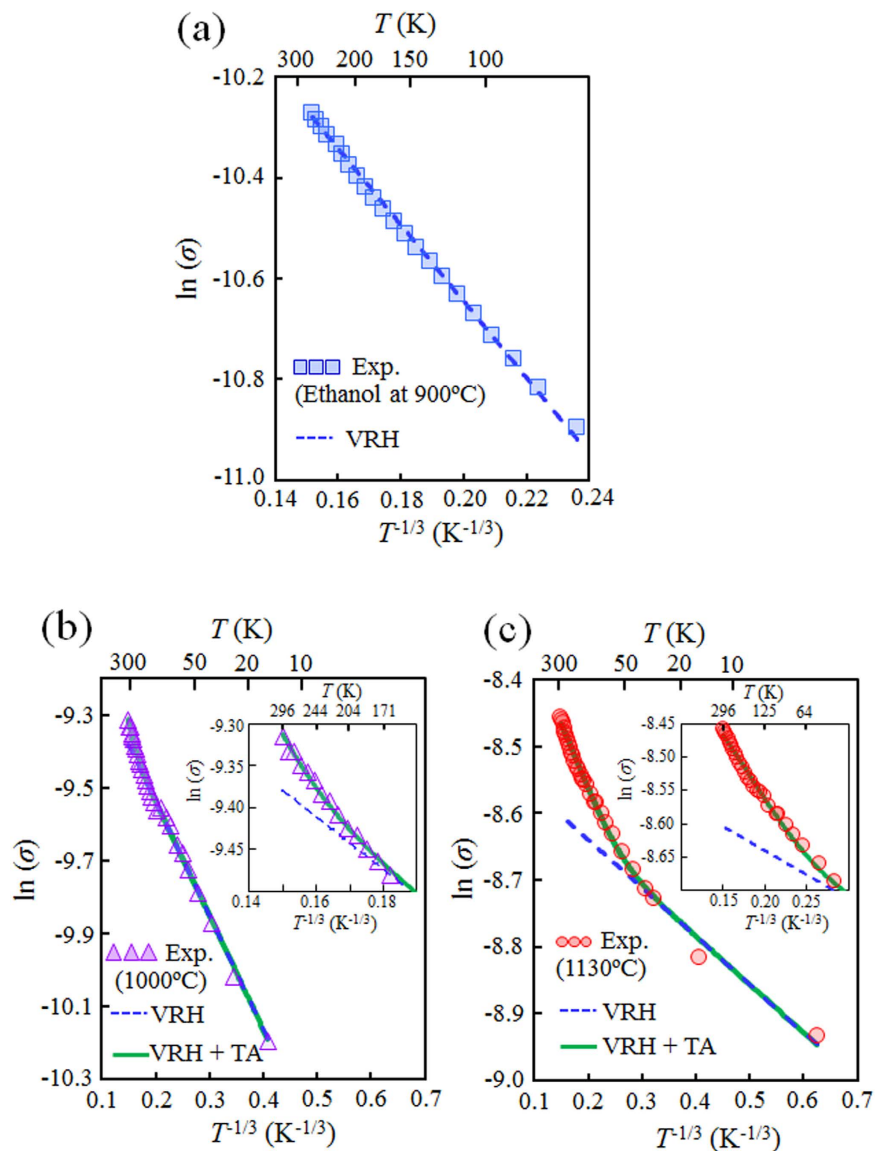 (a)
T (K)
300 200 150 100
-10.2
-10.4
-10.6
-10.8
-11.0
ln (σ)
Exp.
(Ethanol at 900ºC)
VRH
0.14 0.16 0.18 0.20 0.22 0.24
T-1/3 (K-1/3)
(b)
T (K)
300 50 20 10
-9.3
-9.5
-9.7
-9.9
-10.1
-10.3
ln (σ)
T (K)
296 244 204 171
-9.30
-9.35
-9.40
-9.45
ln (σ)
0.14 0.16 0.18
T-1/3 (K-1/3)
Exp.
(1000ºC)
VRH
VRH + TA
0.1 0.2 0.3 0.4 0.5 0.6 0.7
T-1/3 (K-1/3)
(c)
T (K)
300 50 20 10
-8.4
-8.5
-8.6
-8.7
-8.8
-8.9
-9.0
ln (σ)
T (K)
296 125 64
-8.45
-8.50
-8.55
-8.60
-8.65
ln (σ)
0.15 0.20 0.25
T-1/3 (K-1/3)
Exp.
(1130ºC)
VRH
VRH + TA
0.1 0.2 0.3 0.4 0.5 0.6 0.7
T-1/3 (K-1/3)